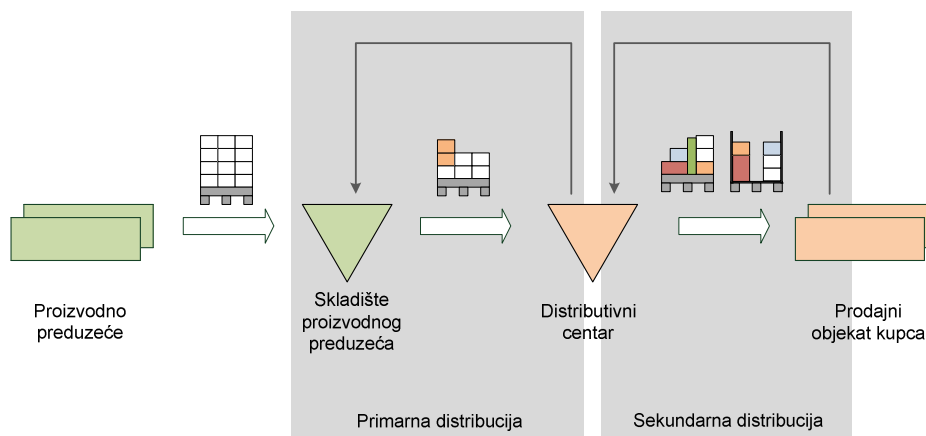 Proizvodno
preduzeće
Skladište
proizvodnog
preduzeća
Distributivni
centar
Prodajni
objekat kupca
Primarna distribucija
Sekundarna distribucija